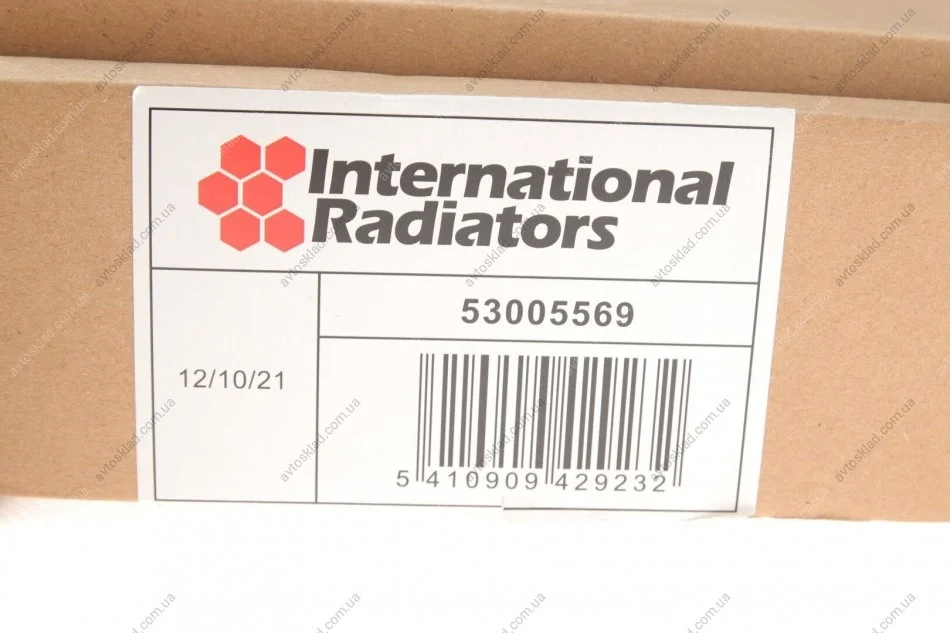 International
Radiators
53005569
12/10/21
5 410909 429232
avtosklad.com.ua